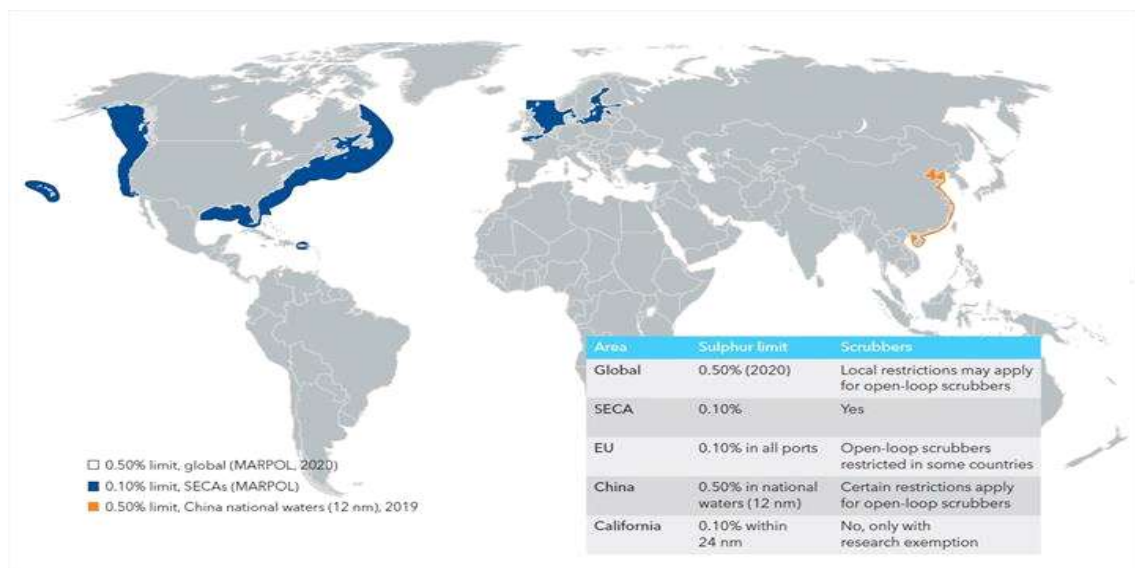 Area Sulphur limit Scrubbers
Global 0.50% (2020) Local restrictions may apply
for open-loop scrubbers
SECA 0.10% Yes
EU 0.10% in all ports Open-loop scrubbers
restricted in some countries
China 0.50% in national Certain restrictions apply
waters (12 nm) for open-loop scrubbers
California 0.10% within No, only with
24 nm research exemption
0.50% limit, global (MARPOL, 2020)
0.10% limit, SECAs (MARPOL)
0.50% limit, China national waters (12 nm), 2019